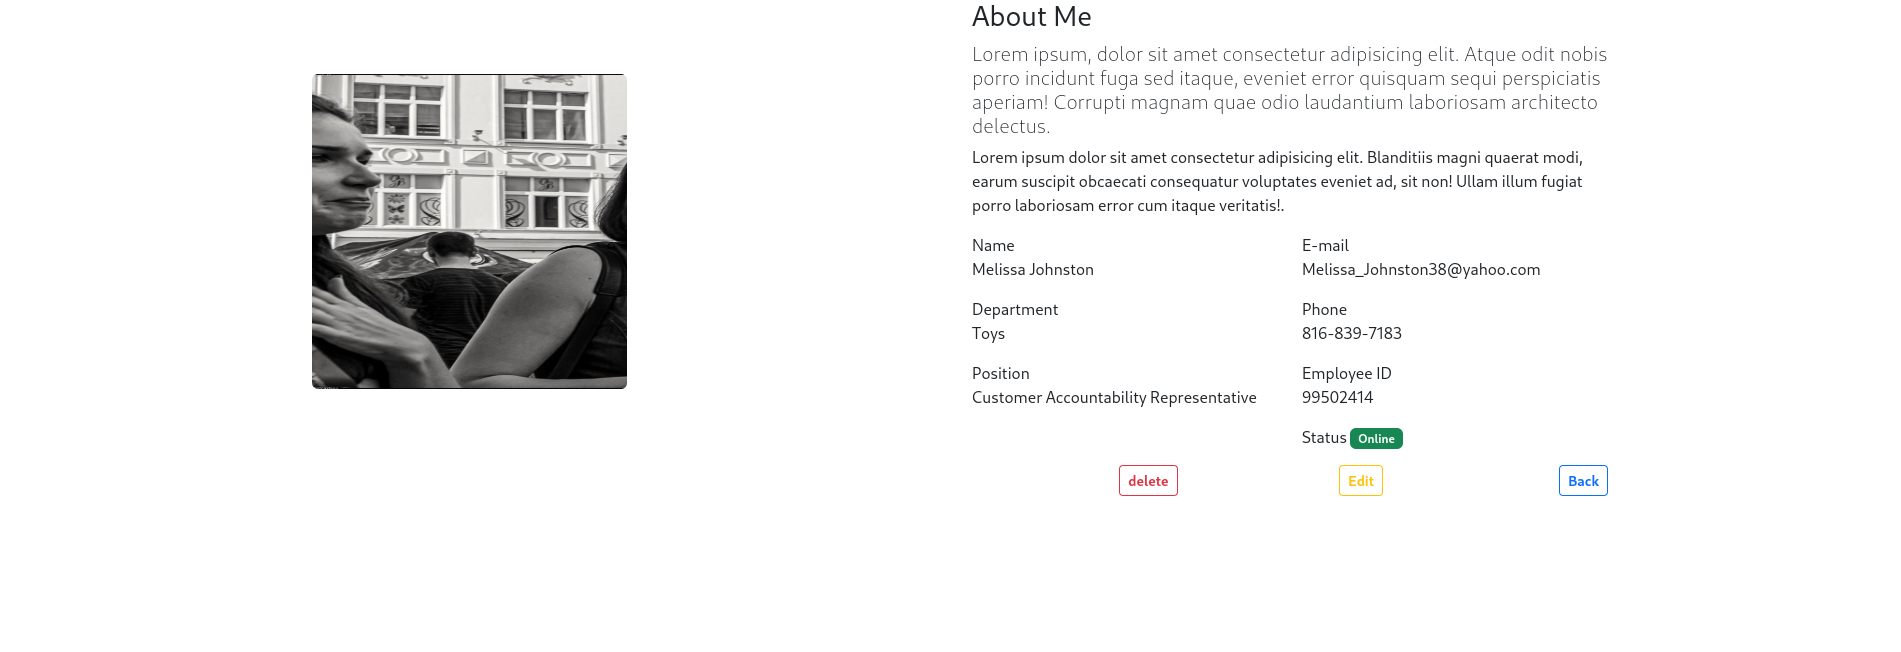 About Me
Lorem ipsum, dolor sit amet consectetur adipisicing elit. Atque odit nobis
porro incidunt fuga sed itaque, eveniet error quisquam sequi perspiciatis
aperiam! Corrupti magnam quae odio laudantium laboriosam architecto
delectus.
Lorem ipsum dolor sit amet consectetur adipisicing elit. Blanditiis magni quaerat modi,
earum suscipit obcaecati consequatur voluptates eveniet ad, sit non! Ullam illum fugiat
porro laboriosam error cum itaque veritatis!.
Name
Melissa Johnston
E-mail
Melissa_Johnston38@yahoo.com
Department
Toys
Phone
816-839-7183
Position
Customer Accountability Representative
Employee ID
99502414
Status Online
delete
Edit
Back